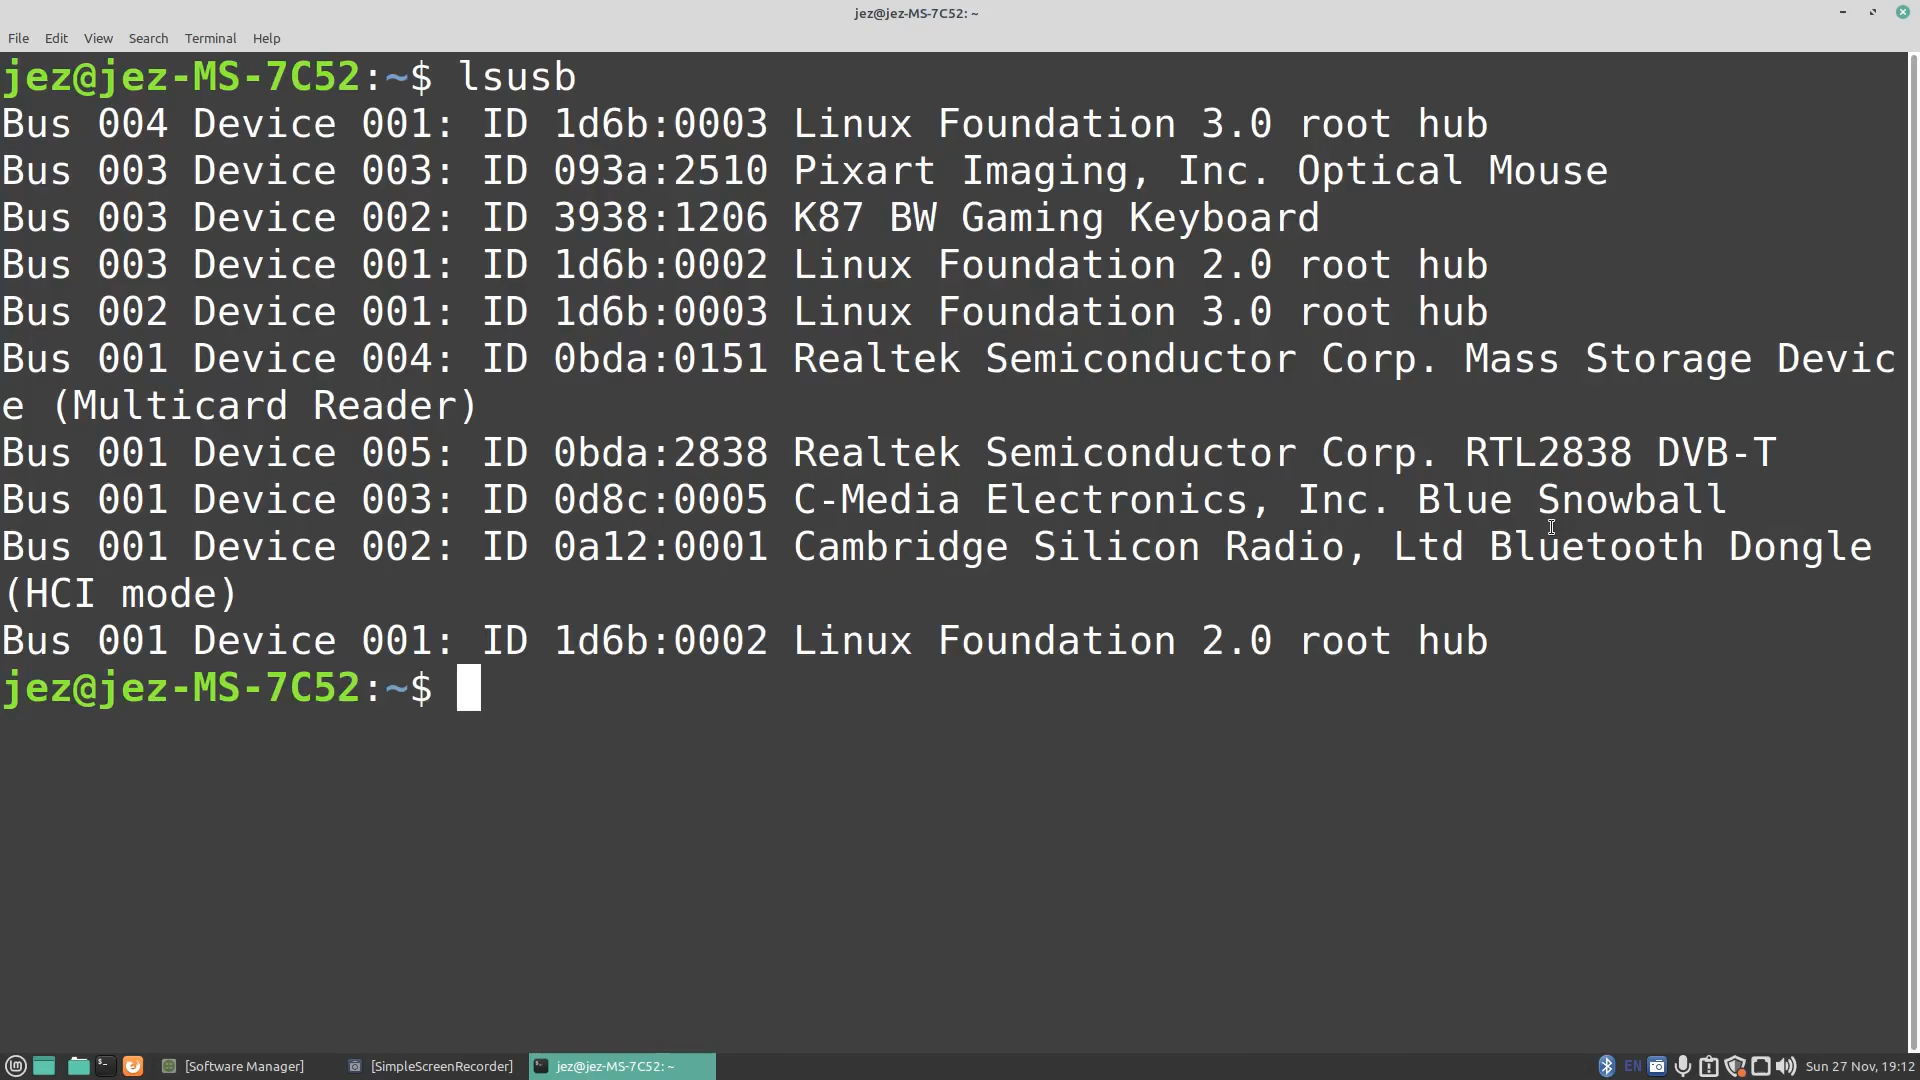 jez@jez-MS-7C52: ~
File Edit View Search Terminal Help
jez@jez-MS-7C52:~$ lsusb
Bus 004 Device 001: ID 1d6b:0003 Linux Foundation 3.0 root hub
Bus 003 Device 003: ID 093a:2510 Pixart Imaging, Inc. Optical Mouse
Bus 003 Device 002: ID 3938:1206 K87 BW Gaming Keyboard
Bus 003 Device 001: ID 1d6b:0002 Linux Foundation 2.0 root hub
Bus 002 Device 001: ID 1d6b:0003 Linux Foundation 3.0 root hub
Bus 001 Device 004: ID 0bda:0151 Realtek Semiconductor Corp. Mass Storage Devic
e (Multicard Reader)
Bus 001 Device 005: ID 0bda:2838 Realtek Semiconductor Corp. RTL2838 DVB-T
Bus 001 Device 003: ID 0d8c:0005 C-Media Electronics, Inc. Blue Snowball
Bus 001 Device 002: ID 0a12:0001 Cambridge Silicon Radio, Ltd Bluetooth Dongle
(HCI mode)
Bus 001 Device 001: ID 1d6b:0002 Linux Foundation 2.0 root hub
jez@jez-MS-7C52:~$
[Software Manager] [SimpleScreenRecorder] jez@jez-MS-7C52: ~ EN Sun 27 Nov, 19:12